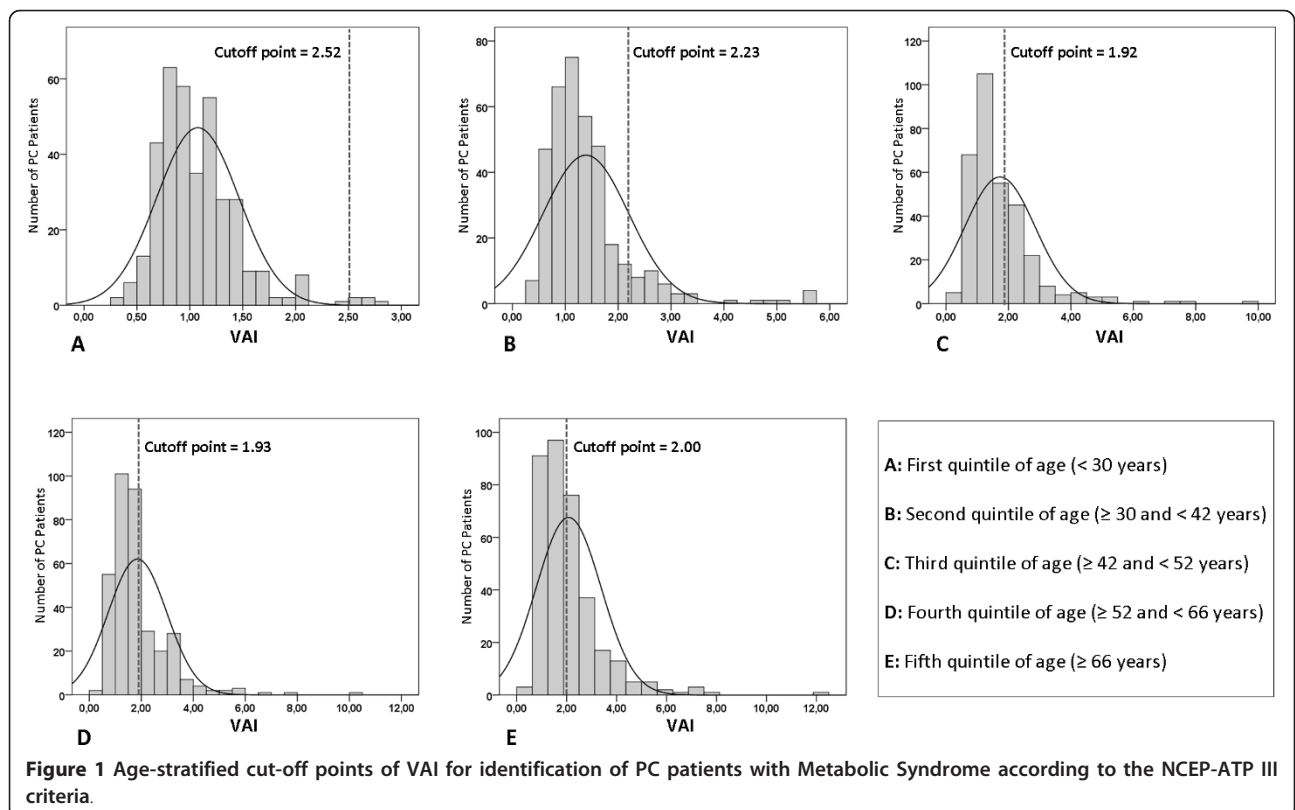 Cutoff point = 2.52
Number of PC Patients
60
40
20
0
0,00 0,50 1,00 1,50 2,00 2,50 3,00
VAI
A
Cutoff point = 2.23
Number of PC Patients
80
60
40
20
0
0,00 1,00 2,00 3,00 4,00 5,00 6,00
VAI
B
Cutoff point = 1.92
Number of PC Patients
120
100
80
60
40
20
0
0,00 2,00 4,00 6,00 8,00 10,00
VAI
C
Cutoff point = 1.93
Number of PC Patients
120
100
80
60
40
20
0
0,00 2,00 4,00 6,00 8,00 10,00 12,00
VAI
D
Cutoff point = 2.00
Number of PC Patients
100
80
60
40
20
0
0,00 2,00 4,00 6,00 8,00 10,00 12,00
VAI
E
A: First quintile of age (< 30 years)
B: Second quintile of age (≥ 30 and < 42 years)
C: Third quintile of age (≥ 42 and < 52 years)
D: Fourth quintile of age (≥ 52 and < 66 years)
E: Fifth quintile of age (≥ 66 years)
Figure 1 Age-stratified cut-off points of VAI for identification of PC patients with Metabolic Syndrome according to the NCEP-ATP III
criteria.